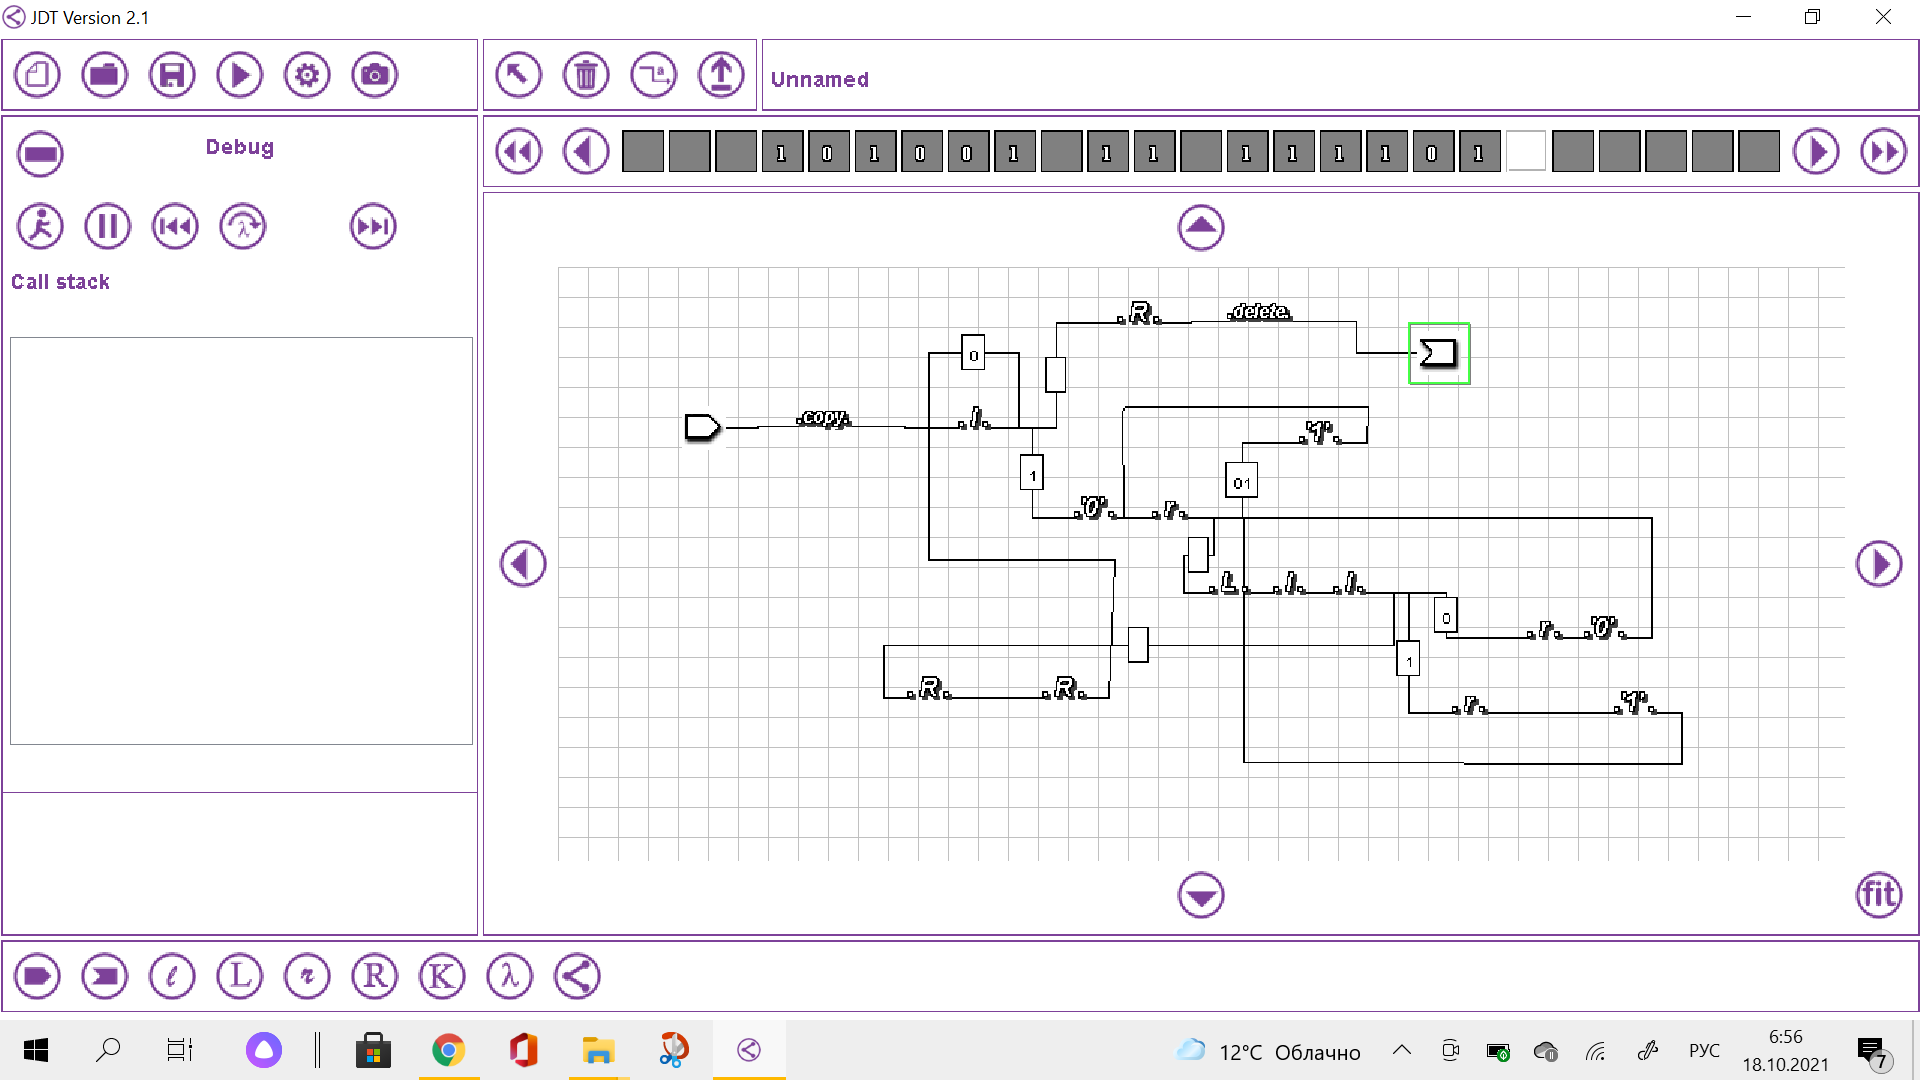 JDT Version 2.1
Unnamed
Debug
1 0 1 0 0 1 1 1 1 1 1 1 0 1
Call stack
.R. .delete.
0
.copy. .l.
.'1'.
1
01
.'0'. .r.
.L. .l. .l.
0
.r. .'0'.
1
.R. .R.
.r. .'1'.
fit
l L r R K λ
12°C Облачно
РУС
6:56
18.10.2021
7